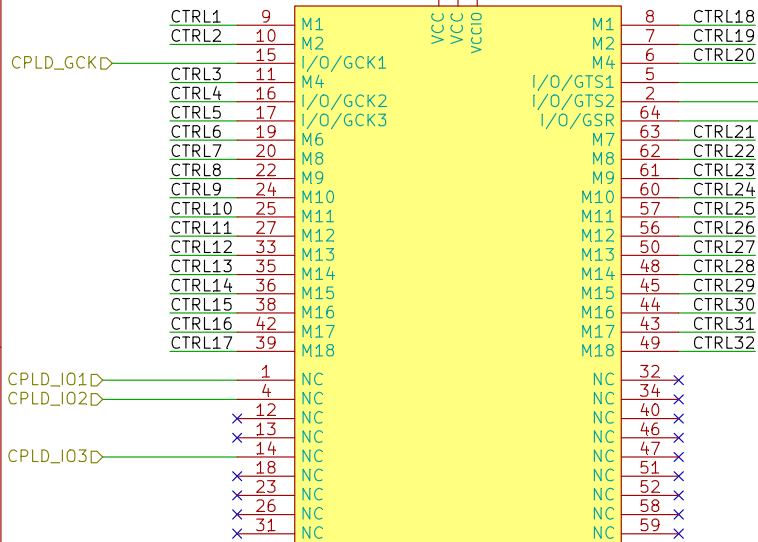 VCC VCC VCCIO
CTRL1 9 M1 M1 8 CTRL18
CTRL2 10 M2 M2 7 CTRL19
CPLD_GCK 15 I/O/GCK1 M4 6 CTRL20
CTRL3 11 M4 I/O/GTS1 5
CTRL4 16 I/O/GCK2 I/O/GTS2 2
CTRL5 17 I/O/GCK3 I/O/GSR 64
CTRL6 19 M6 M7 63 CTRL21
CTRL7 20 M8 M8 62 CTRL22
CTRL8 22 M9 M9 61 CTRL23
CTRL9 24 M10 M10 60 CTRL24
CTRL10 25 M11 M11 57 CTRL25
CTRL11 27 M12 M12 56 CTRL26
CTRL12 33 M13 M13 50 CTRL27
CTRL13 35 M14 M14 48 CTRL28
CTRL14 36 M15 M15 45 CTRL29
CTRL15 38 M16 M16 44 CTRL30
CTRL16 42 M17 M17 43 CTRL31
CTRL17 39 M18 M18 49 CTRL32
CPLD_IO1 1 NC NC 32
CPLD_IO2 4 NC NC 34
12 NC NC 40
13 NC NC 46
CPLD_IO3 14 NC NC 47
18 NC NC 51
23 NC NC 52
26 NC NC 58
31 NC NC 59